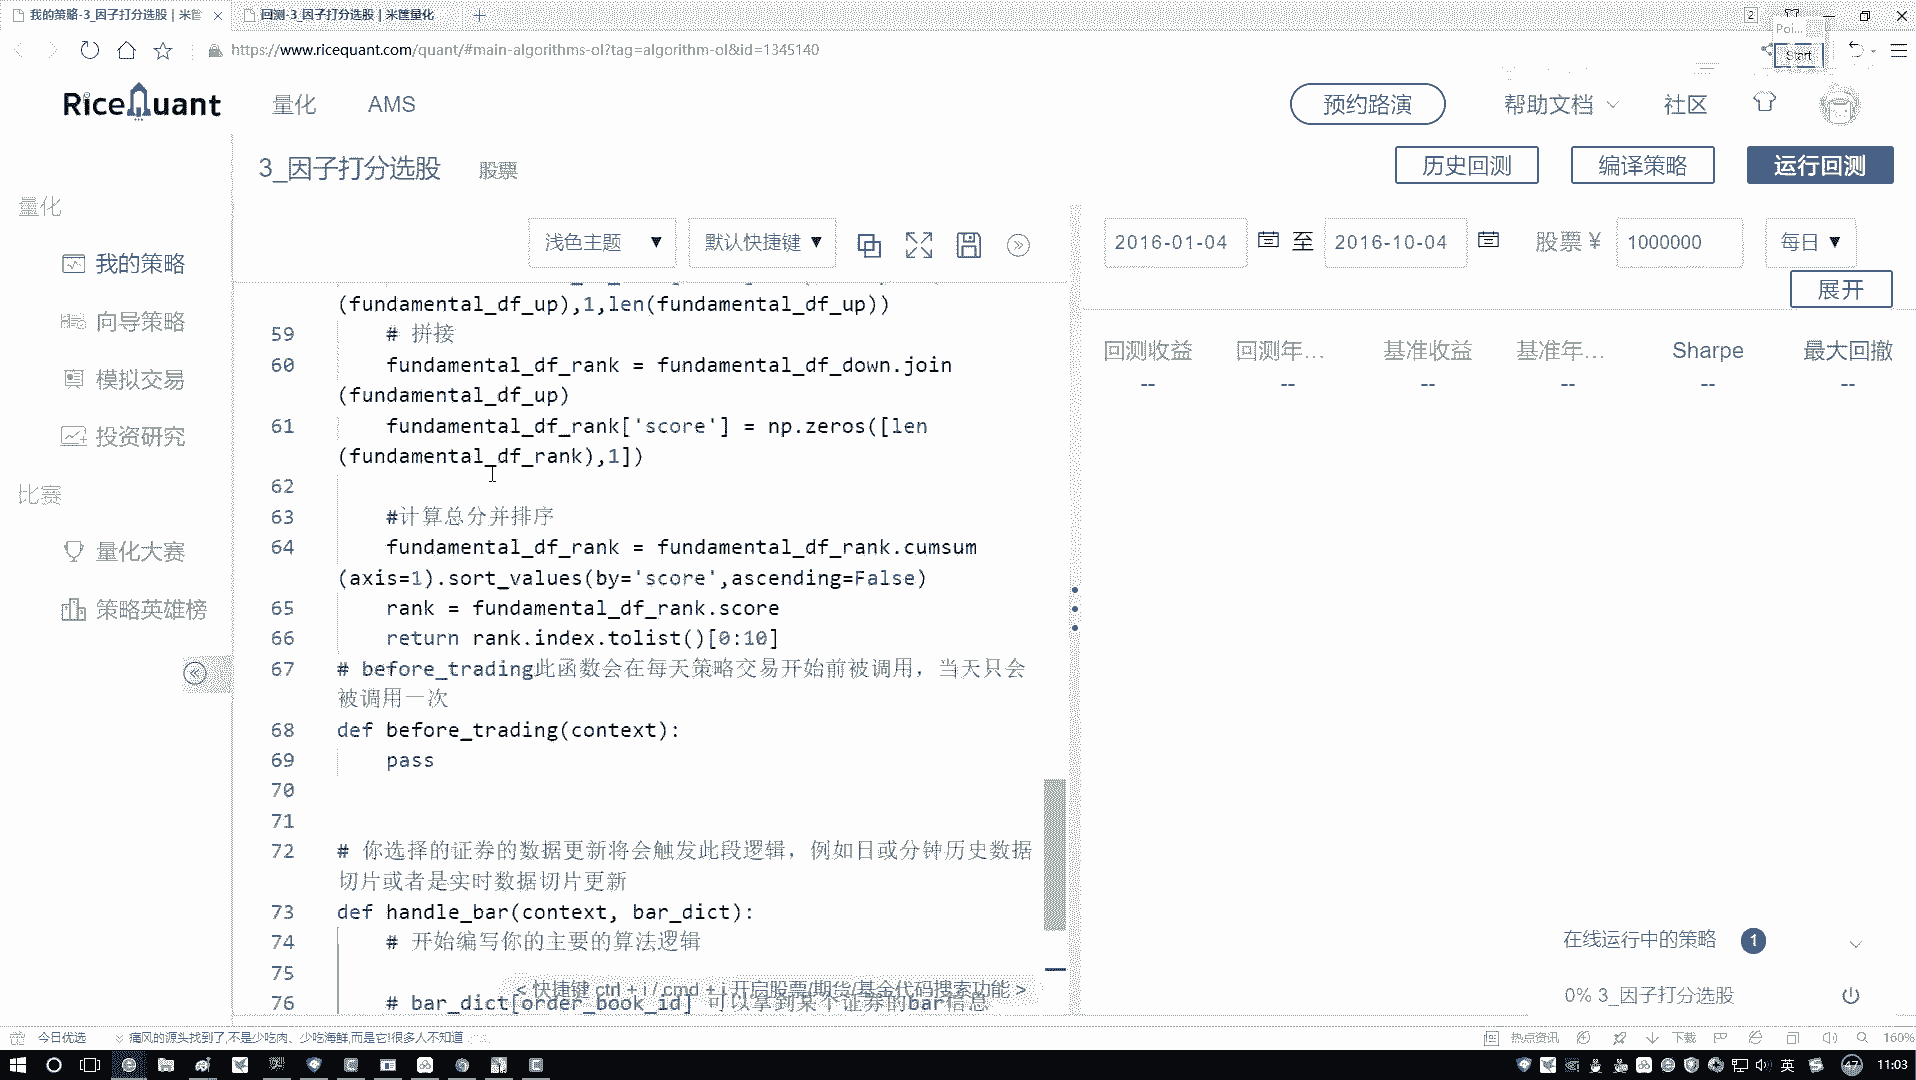 我的策略-3_因子打分选股 | 米筐
回测-3_因子打分选股 | 米筐量化
2
https://www.ricequant.com/quant/#main-algorithms-ol?tag=algorithm-ol&id=1345140
Poi...
Start
RiceQuant
量化
AMS
预约路演
帮助文档
社区
3_因子打分选股
股票
历史回测
编译策略
运行回测
量化
我的策略
向导策略
模拟交易
投资研究
比赛
量化大赛
策略英雄榜
浅色主题
默认快捷键
2016-01-04
至
2016-10-04
股票 ¥
1000000
每日
展开
回测收益 回测年... 基准收益 基准年... Sharpe 最大回撤
-- -- -- -- -- --
(fundamental_df_up),1,len(fundamental_df_up))
59 # 拼接
60 fundamental_df_rank = fundamental_df_down.join
(fundamental_df_up)
61 fundamental_df_rank['score'] = np.zeros([len
(fundamental_df_rank),1])
62
63 #计算总分并排序
64 fundamental_df_rank = fundamental_df_rank.cumsum
(axis=1).sort_values(by='score',ascending=False)
65 rank = fundamental_df_rank.score
66 return rank.index.tolist()[0:10]
67 # before_trading此函数会在每天策略交易开始前被调用，当天只会
被调用一次
68 def before_trading(context):
69 pass
70
71
72 # 你选择的证券的数据更新将会触发此段逻辑，例如日或分钟历史数据
切片或者是实时数据切片更新
73 def handle_bar(context, bar_dict):
74 # 开始编写你的主要的算法逻辑
75
< 快捷键 ctrl + i / cmd + i 开启股票/期货/基金代码搜索功能 >
76 # bar_dict[order_book_id] 可以拿到某个证券的bar信息
在线运行中的策略 1
0% 3_因子打分选股
今日优选
痛风的源头找到了,不是少吃肉、少吃海鲜,而是它!很多人不知道
热点资讯
下载
160%
英
47
11:03